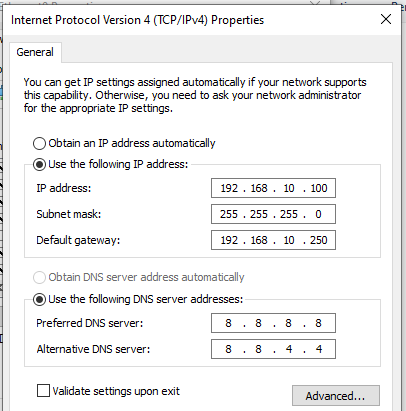 Internet Protocol Version 4 (TCP/IPv4) Properties
General
You can get IP settings assigned automatically if your network supports
this capability. Otherwise, you need to ask your network administrator
for the appropriate IP settings.
Obtain an IP address automatically
Use the following IP address:
IP address: 192 . 168 . 10 . 100
Subnet mask: 255 . 255 . 255 . 0
Default gateway: 192 . 168 . 10 . 250
Obtain DNS server address automatically
Use the following DNS server addresses:
Preferred DNS server: 8 . 8 . 8 . 8
Alternative DNS server: 8 . 8 . 4 . 4
Validate settings upon exit
Advanced...